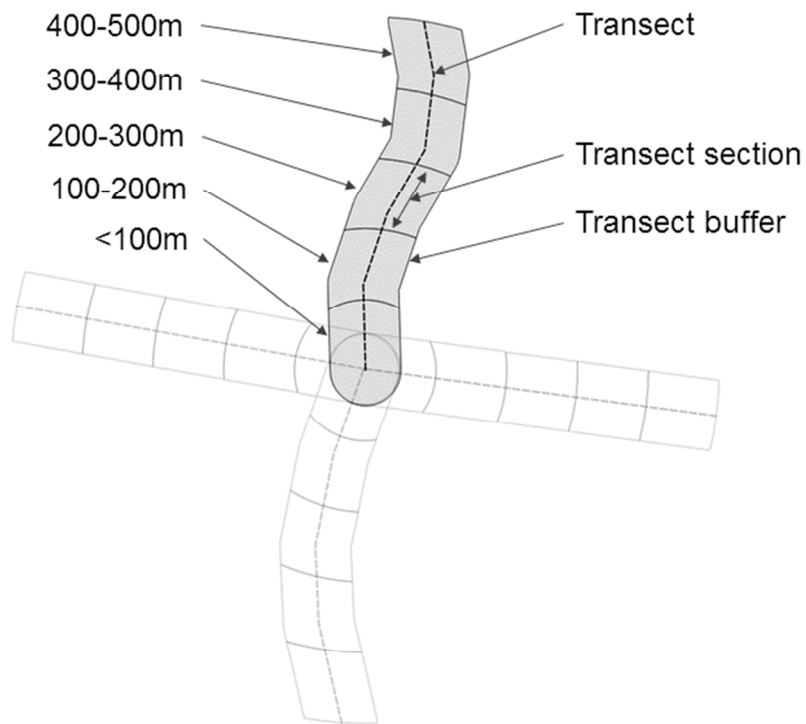 400-500m
Transect
300-400m
200-300m
Transect section
100-200m
Transect buffer
<100m